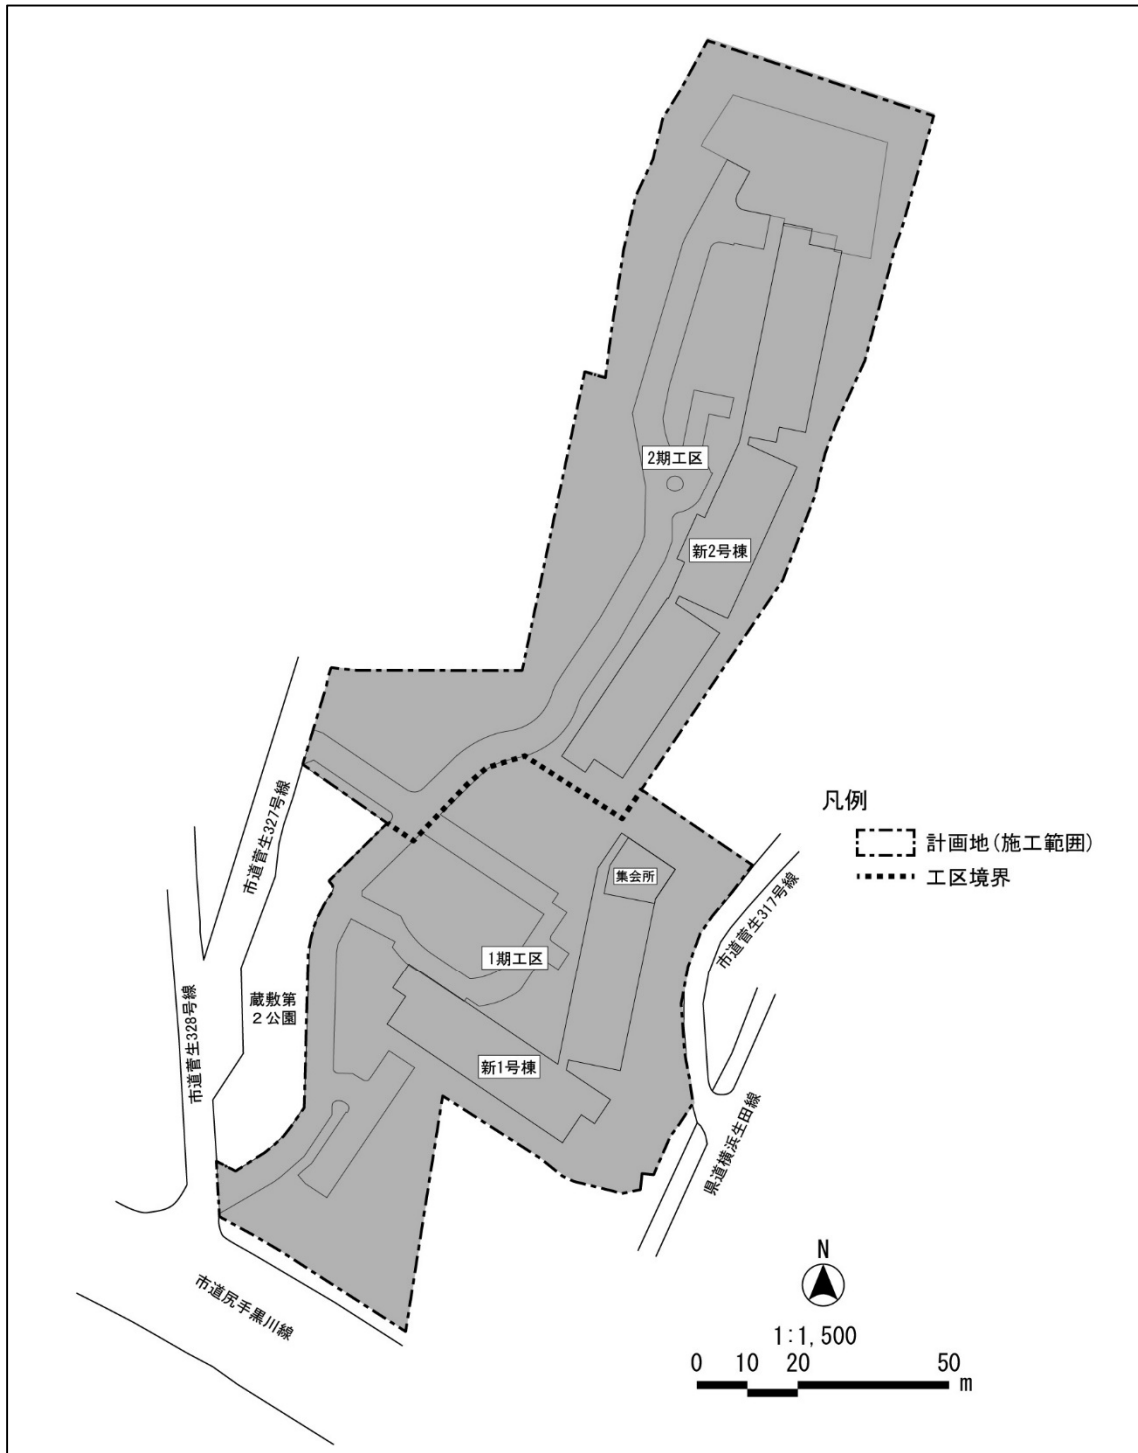 2期工区
新2号棟
市道菅生327号線
凡例
計画地(施工範囲)
工区境界
集会所
市道菅生317号線
1期工区
蔵敷第
2公園
市道菅生328号線
新1号棟
県道横浜生田線
市道尻手黒川線
N
1:1,500
0 10 20 50
m